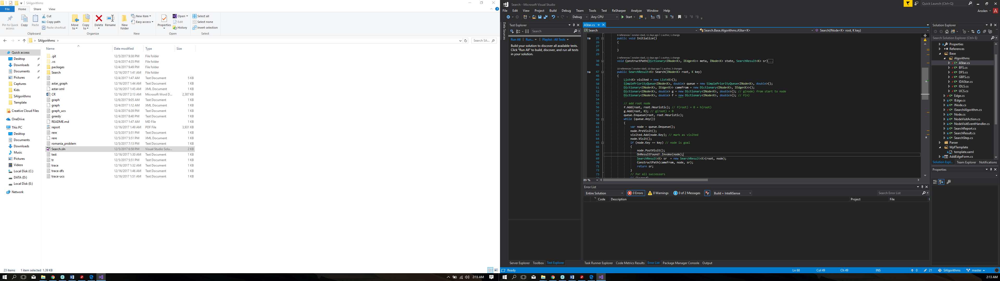 SAlgorithms
File Home Share View
Pin to Quick access
Copy
Paste
Cut
Copy path
Paste shortcut
Clipboard
Move to
Copy to
Delete
Rename
Organize
New folder
New item
Easy access
New
Properties
Open
Edit
History
Open
Select all
Select none
Invert selection
Select
SAlgorithms
Search SA...
Quick access
Desktop
Downloads
Documents
Pictures
Captures
Kids
SAlgorithms
Template
Creative Cloud Files
OneDrive
This PC
Desktop
Documents
Downloads
Music
Pictures
Videos
Local Disk (C:)
DATA (D:)
Local Disk (E:)
Network
Name Date modified Type Size
.git 12/5/2017 9:38 PM File folder
.vs 12/4/2017 4:35 PM File folder
packages 12/4/2017 9:49 PM File folder
Search 12/16/2017 1:41 AM File folder
12/4/2017 1:47 AM Text Document 5 KB
astar_graph 12/16/2017 1:44 AM Text Document 1 KB
astar-xml 12/16/2017 1:45 AM XML Document 1 KB
CR 12/16/2017 2:13 AM Microsoft Word D... 2,387 KB
graph 12/6/2017 9:05 AM Text Document 1 KB
graph 12/4/2017 1:12 AM XML Document 1 KB
graph_ucs 12/4/2017 6:39 PM Text Document 1 KB
greedy 12/4/2017 8:40 PM Text Document 1 KB
README.md 12/4/2017 1:47 AM MD File 1 KB
report 12/16/2017 1:49 AM PDF File 3,931 KB
rere 12/5/2017 5:51 PM Text Document 1 KB
rere 12/5/2017 5:51 PM XML Document 1 KB
romania_problem 12/5/2017 7:13 PM Text Document 1 KB
Search.sln 12/5/2017 6:58 PM Visual Studio Solu... 2 KB
test 12/16/2017 1:30 AM Text Document 1 KB
tr 12/5/2017 5:51 PM Text Document 1 KB
trace 12/16/2017 1:32 AM Text Document 1 KB
trace-dfs 12/16/2017 1:46 AM Text Document 1 KB
trace-ucs 12/16/2017 1:51 AM Text Document 1 KB
23 items 1 item selected 1.39 KB
2:13 AM
Search - Microsoft Visual Studio
Quick Launch (Ctrl+Q)
File Edit View Project Build Debug Team Tools Test ReSharper Analyze Window Help
Arsslen A
Debug Any CPU Start
Data Sources
Test Explorer
Search
Run All | Run... | Playlist : All Tests
Build your solution to discover all available tests.
Click "Run All" to build, discover, and run all tests
in your solution.
AStar.cs
Search Search.Base.Algorithms.AStar<K> Search(INode<K> root, K key)
9 references | Arsslen Idadi, 11 days ago | 1 author, 1 change
25 public void Initialize()
26 {
27
28 }
29
2 references | Arsslen Idadi, 11 days ago | 1 author, 1 change
30 void ConstructPath(Dictionary<INode<K>, IEdge<K>> meta, INode<K> state, SearchResult<K> sr)...
46
10 references | Arsslen Idadi, 10 days ago | 1 author, 3 changes
47 public SearchResult<K> Search(INode<K> root, K key)
48 {
49 List<K> visited = new List<K>();
50 SimplePriorityQueue<INode<K>, double> queue = new SimplePriorityQueue<INode<K>, double>();
51 Dictionary<INode<K>, IEdge<K>> cameFrom = new Dictionary<INode<K>, IEdge<K>>();
52 Dictionary<INode<K>, double> g = new Dictionary<INode<K>, double>(); // g(node) from start to node
53 Dictionary<INode<K>, double> f = new Dictionary<INode<K>, double>(); // f(n)
54
55 // add root node
56 f.Add(root, root.Heuristic); // f(root) = 0 + h(root)
57 g.Add(root, 0); // g(root) = 0
58 queue.Enqueue(root, root.Heuristic);
59 while (queue.Any())
60 {
61 var node = queue.Dequeue();
62 node.PreVisit();
63 visited.Add(node.Key); // mark as visited
64 node.Visit();
65 if (node.Key == key) // node is goal
66 {
67 node.PostVisit();
68 OnResultFound?.Invoke(node);
69 SearchResult<K> sr = new SearchResult<K>(root, node);
70 ConstructPath(cameFrom, node, sr);
71 return sr;
72 }
73 // for all successors
89 %
Error List
Entire Solution 0 Errors 0 Warnings 0 of 2 Messages Build + IntelliSense Search Error List
Code Description Project File
Solution Explorer
Search Solution Explorer (Ctrl+$)
Properties
References
Base
Algorithms
AStar.cs
BFS.cs
DFS.cs
GBFS.cs
IDAStar.cs
IDLS.cs
UCS.cs
Edge.cs
IEdge.cs
INode.cs
ISearchAlgorithm.cs
Node.cs
NodeVisitAction.cs
NodeVisitEventHandler.cs
SearchReport.cs
SearchResult.cs
SearchStep.cs
Parser
WpfTemplate
template.xaml
AddEdgeForm.cs
Solution Expl... Team Explorer Notifications
Properties
Server Explorer Toolbox Test Explorer
Task Runner Explorer Code Metrics Results Error List Package Manager Console Output
Ready Ln 68 Col 49 Ch 49 INS 0 21 SAlgorithms master
2:13 AM